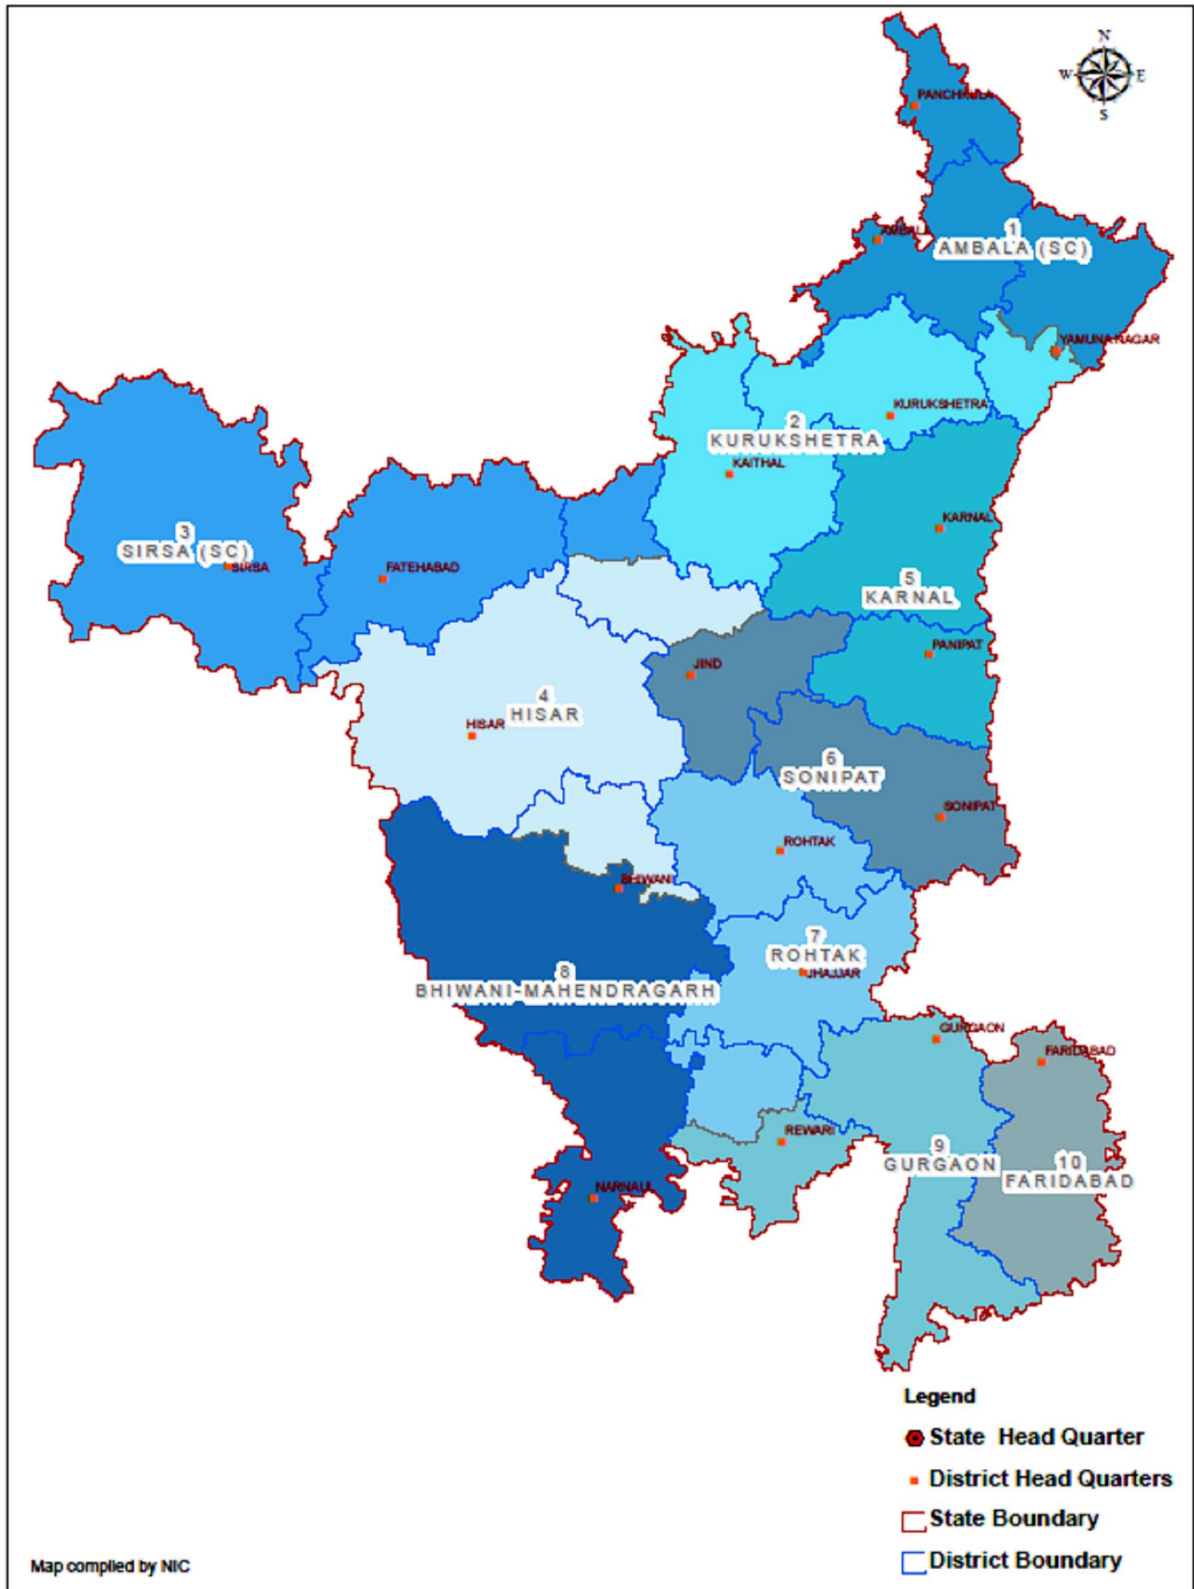 N
W E
S
PANCHKULA
AMBALA
1
AMBALA (SC)
YAMUNA NAGAR
KURUKSHETRA
2
KURUKSHETRA
KAITHAL
KARNAL
3
SIRSA (SC)
SIRSA
FATEHABAD
5
KARNAL
PANIPAT
JIND
4
HISAR
HISAR
6
SONIPAT
SONIPAT
ROHTAK
BHIWANI
7
ROHTAK
JHAJJAR
8
BHIWANI-MAHENDRAGARH
GURGAON
FARIDABAD
REWARI
9
GURGAON
10
FARIDABAD
NARNAUL
Legend
State Head Quarter
District Head Quarters
State Boundary
District Boundary
Map compiled by NIC